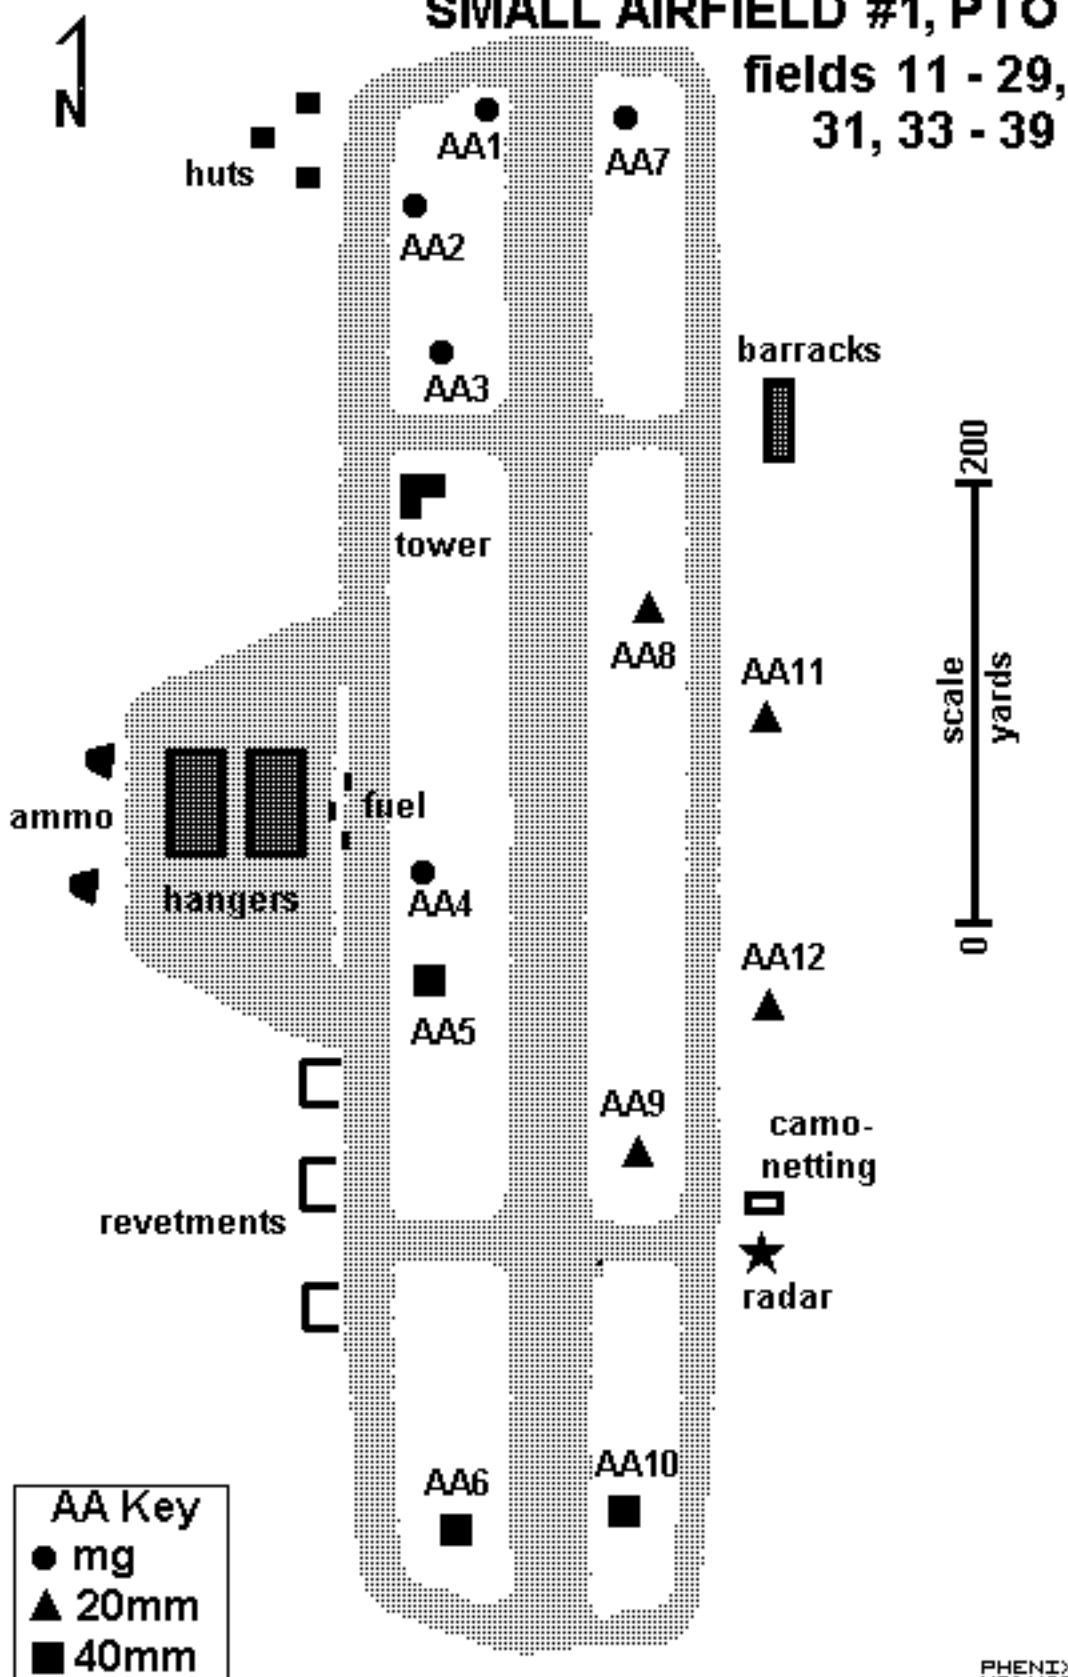 SMALL AIRFIELD #1, PTO
fields 11 - 29,
31, 33 - 39
N
huts
AA1
AA7
AA2
AA3
barracks
tower
200
AA8
AA11
scale
yards
ammo
fuel
hangers
AA4
0
AA12
AA5
AA9
camo-
netting
revetments
radar
AA6
AA10
AA Key
mg
20mm
40mm
PHENIX